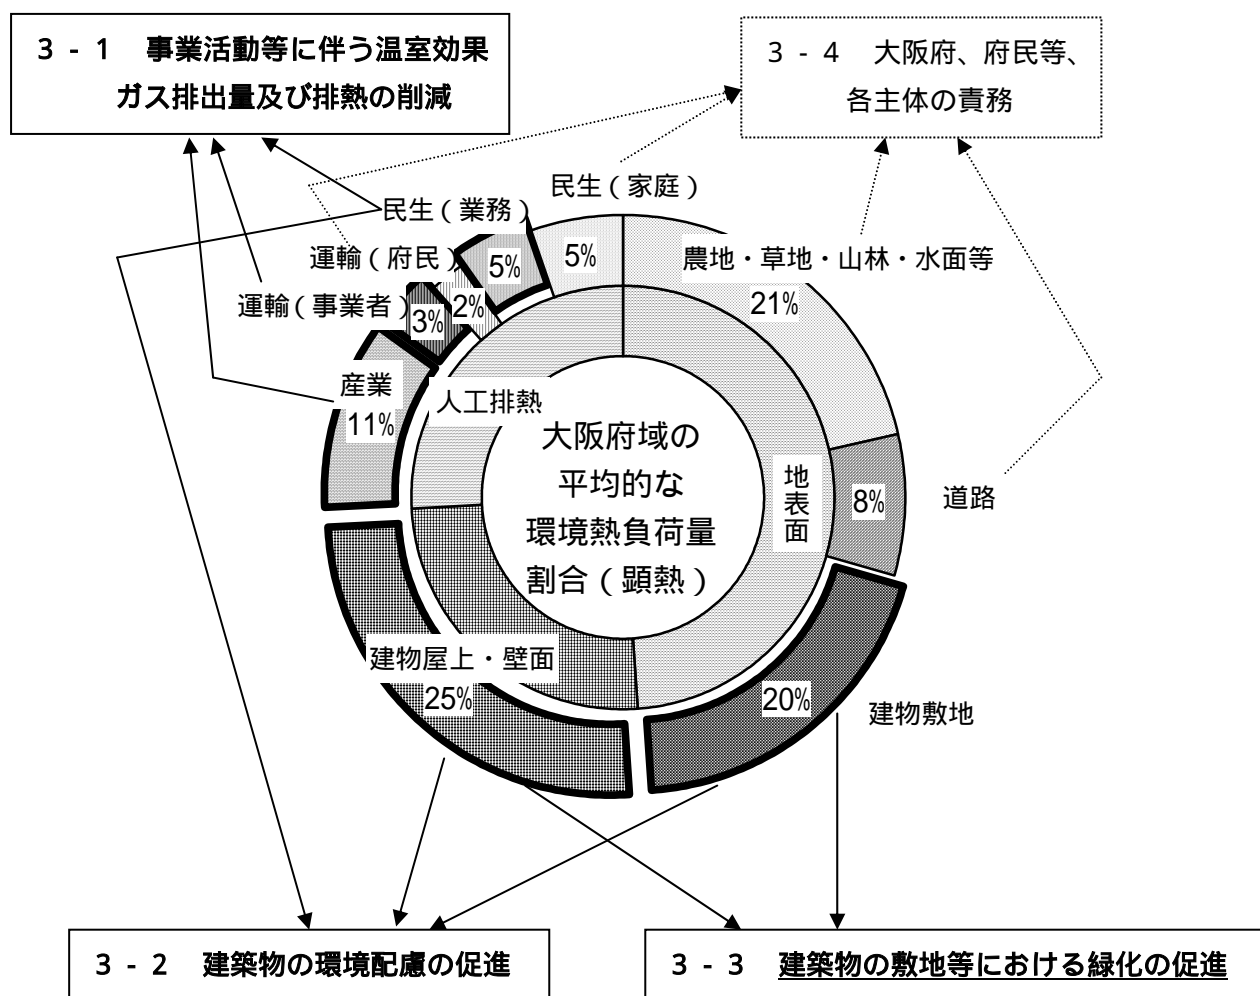 ３－１　事業活動等に伴う温室効果
ガス排出量及び排熱の削減
３－４　大阪府、府民等、
各主体の責務
民生（家庭）
民生（業務）
運輸（府民）
運輸（事業者）
5%
5%
農地・草地・山林・水面等
21%
2%
3%
産業
11%
人工排熱
大阪府域の
平均的な
環境熱負荷量
割合（顕熱）
地表面
8%
道路
建物屋上・壁面
25%
20%
建物敷地
３－２　建築物の環境配慮の促進
３－３　建築物の敷地等における緑化の促進